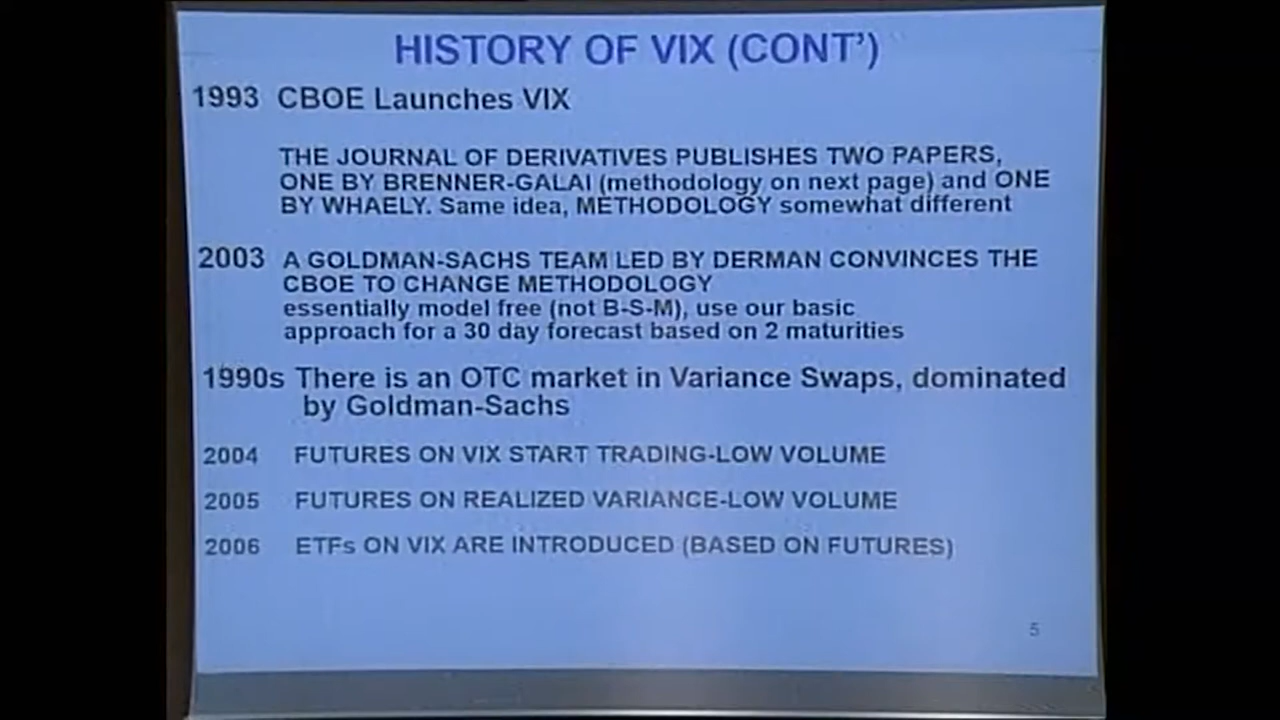 HISTORY OF VIX (CONT’)
1993 CBOE Launches VIX
THE JOURNAL OF DERIVATIVES PUBLISHES TWO PAPERS,
ONE BY BRENNER-GALAI (methodology on next page) and ONE
BY WHAELY. Same idea, METHODOLOGY somewhat different
2003 A GOLDMAN-SACHS TEAM LED BY DERMAN CONVINCES THE
CBOE TO CHANGE METHODOLOGY
essentially model free (not B-S-M), use our basic
approach for a 30 day forecast based on 2 maturities
1990s There is an OTC market in Variance Swaps, dominated
by Goldman-Sachs
2004 FUTURES ON VIX START TRADING-LOW VOLUME
2005 FUTURES ON REALIZED VARIANCE-LOW VOLUME
2006 ETFs ON VIX ARE INTRODUCED (BASED ON FUTURES)
5